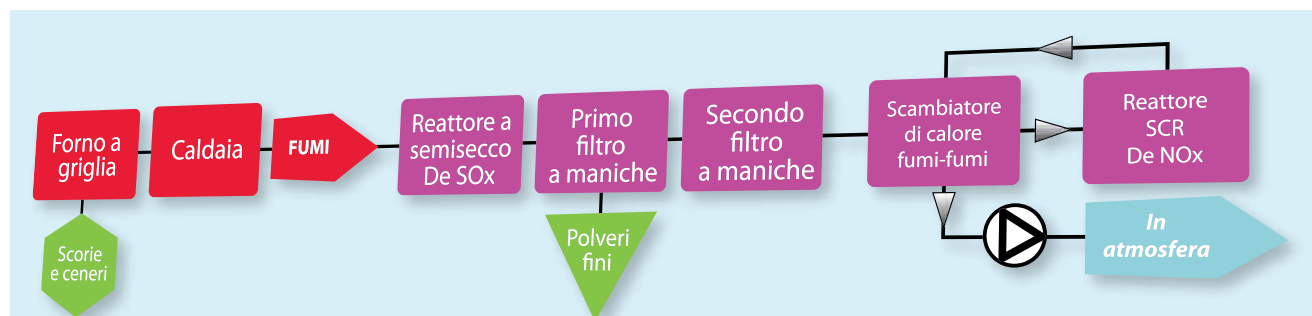 Forno a
griglia
Caldaia
FUMI
Reattore a
semisecco
De SOx
Primo
filtro
a maniche
Secondo
filtro
a maniche
Scambiatore
di calore
fumi-fumi
Reattore
SCR
De NOx
Scorie
e ceneri
Polveri
fini
In
atmosfera